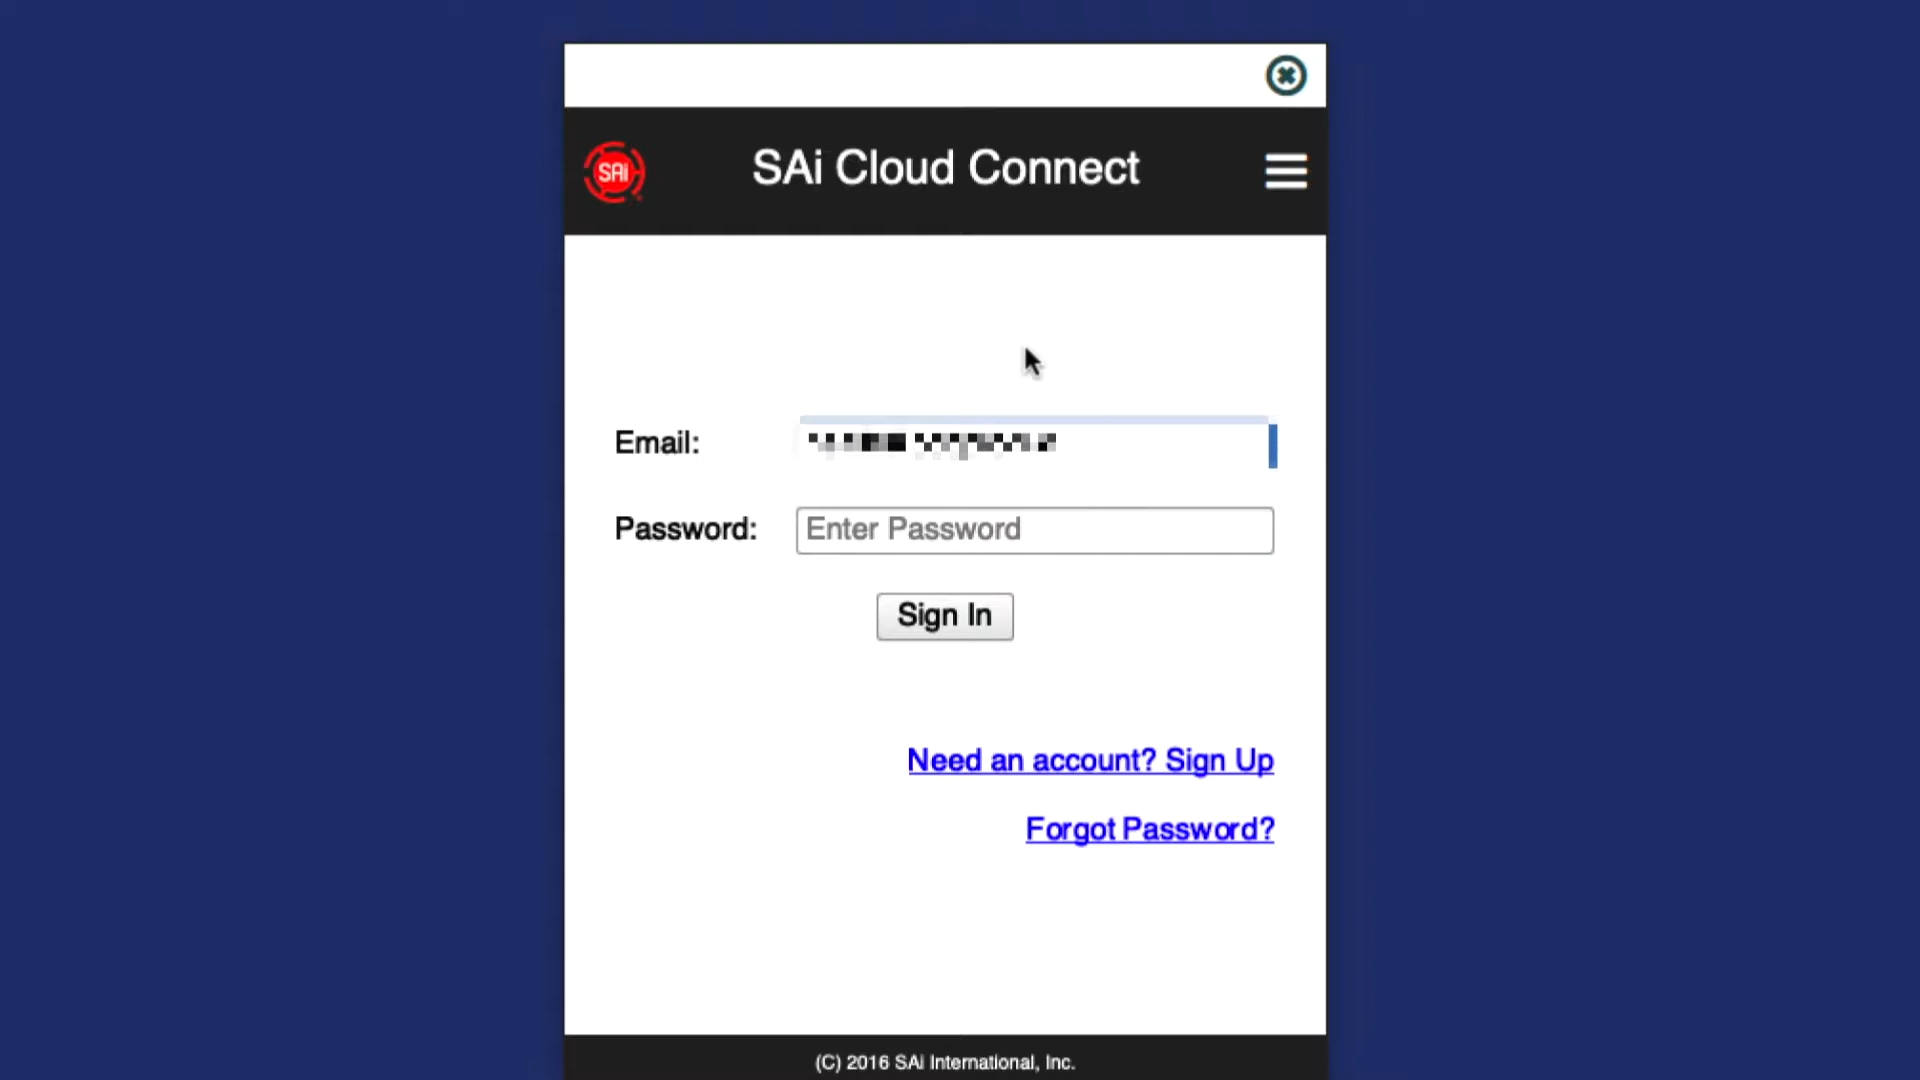 SAi
SAi Cloud Connect
Email:
Password:
Enter Password
Sign In
Need an account? Sign Up
Forgot Password?
(C) 2016 SAi International, Inc.